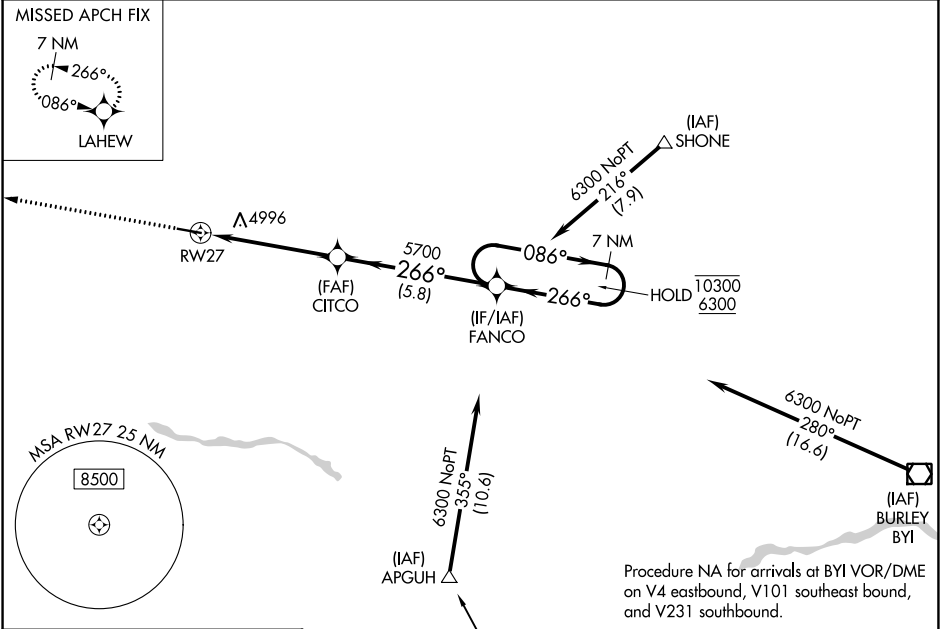 MISSED APCH FIX
7 NM
266°
086°
LAHEW
(IAF)
SHONE
6300 NoPT
216°
(7.9)
4996
RW27
(FAF)
CITCO
5700
266°
(5.8)
086°
7 NM
266°
HOLD
10300
6300
(IF/IAF)
FANCO
6300 NoPT
280°
(16.6)
(IAF)
BURLEY
BYI
MSA RW27 25 NM
8500
6300 NoPT
355°
(10.6)
(IAF)
APGUH
Procedure NA for arrivals at BYI VOR/DME
on V4 eastbound, V101 southeast bound,
and V231 southbound.